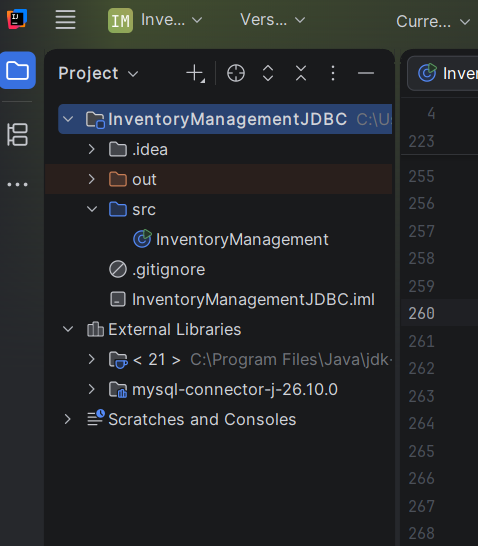 IJ
IM Inve... Vers... Curre...
Project
Inver
InventoryManagementJDBC C:\U
4
.idea
223
out
255
src
256
InventoryManagement
257
258
.gitignore
259
InventoryManagementJDBC.iml
260
External Libraries
261
< 21 > C:\Program Files\Java\jdk-
262
mysql-connector-j-26.10.0
263
Scratches and Consoles
264
265
266
267
268